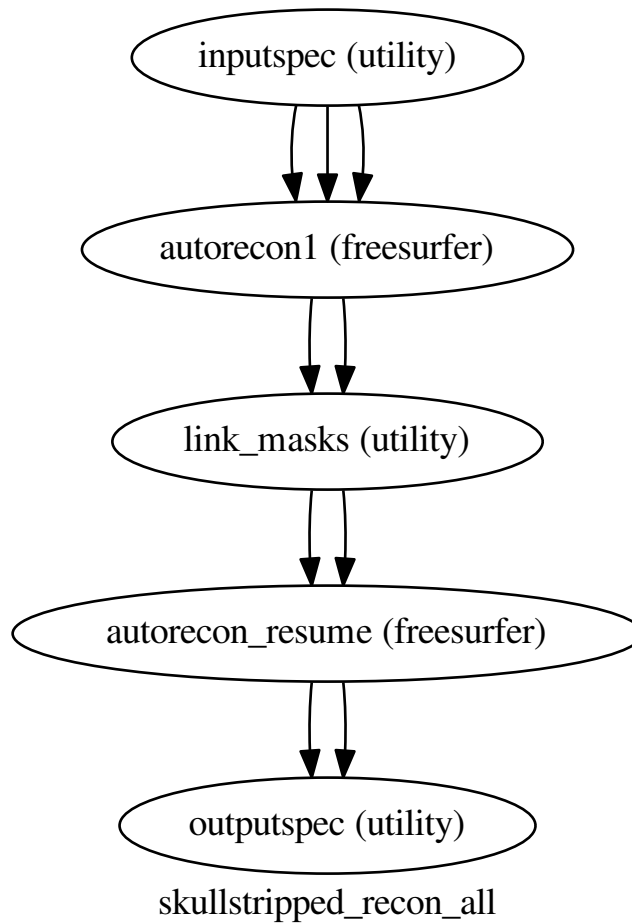 inputspec (utility)
autorecon1 (freesurfer)
link_masks (utility)
autorecon_resume (freesurfer)
outputspec (utility)
skullstripped_recon_all